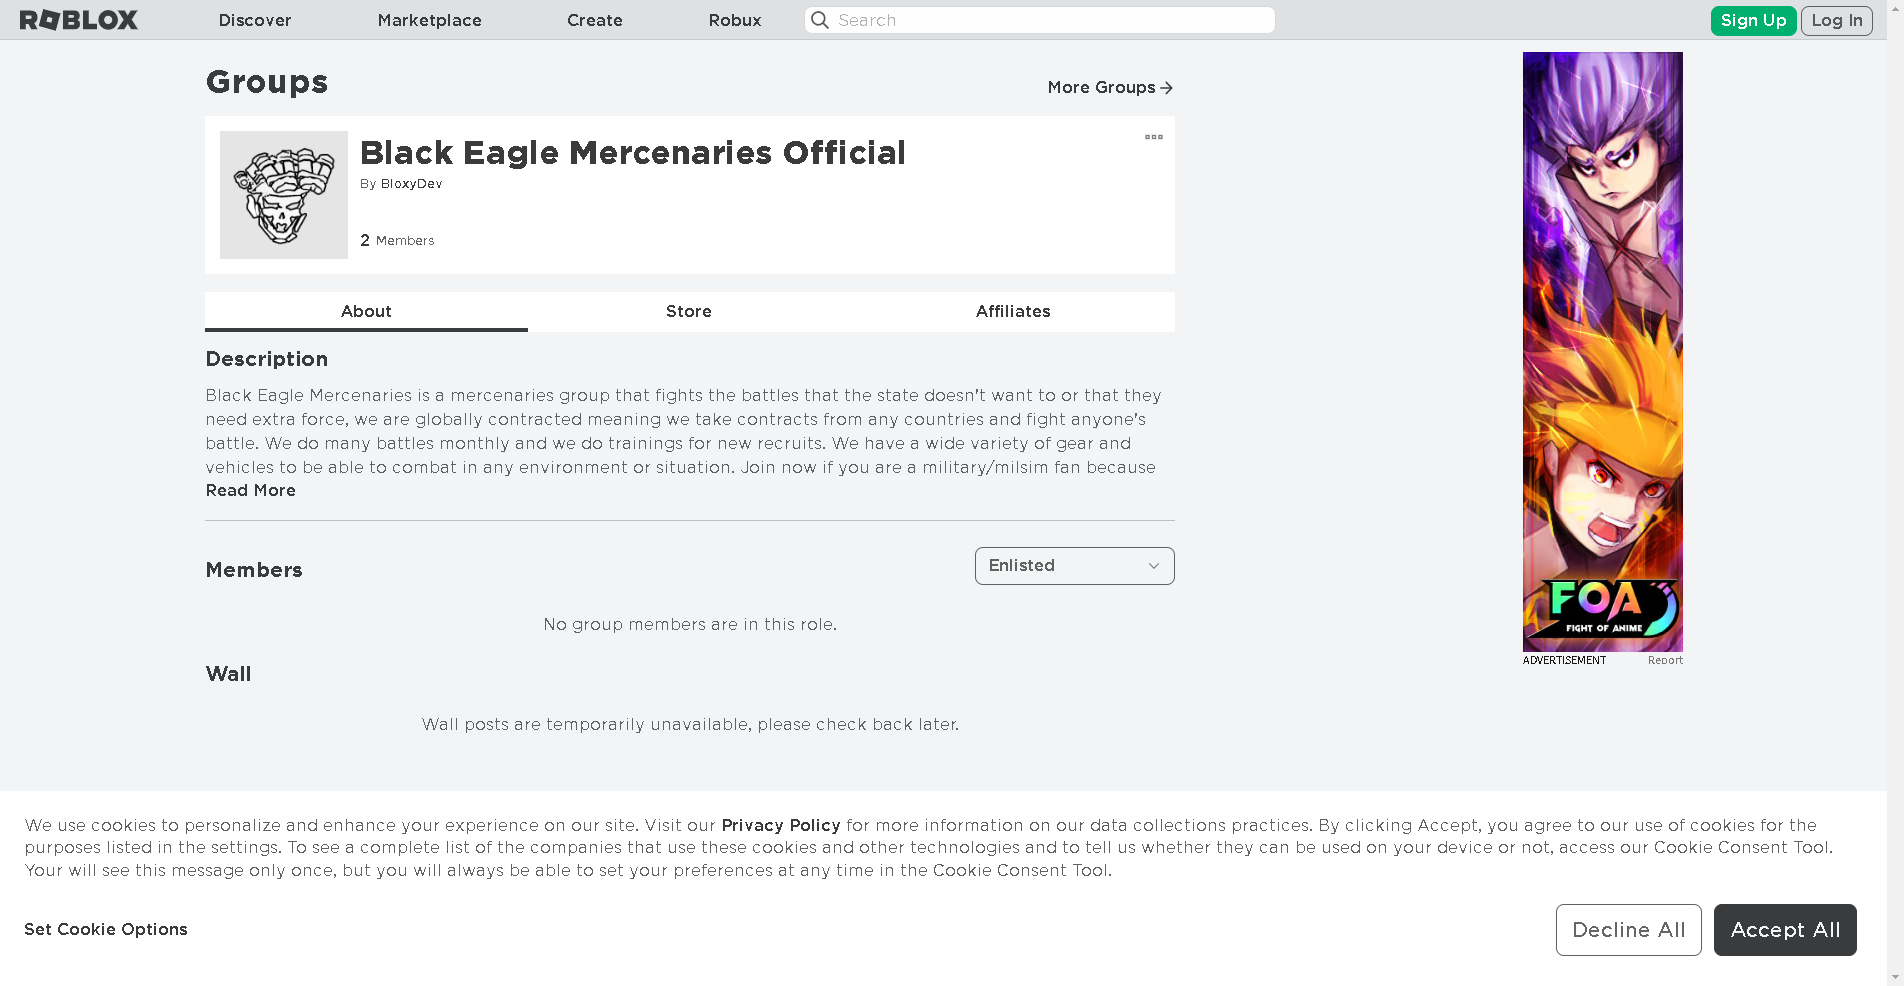 ROBLOX Discover Marketplace Create Robux Search Sign Up Log In
Groups
More Groups
Black Eagle Mercenaries Official
By BloxyDev
2 Members
About Store Affiliates
Description
Black Eagle Mercenaries is a mercenaries group that fights the battles that the state doesn't want to or that they
need extra force, we are globally contracted meaning we take contracts from any countries and fight anyone's
battle. We do many battles monthly and we do trainings for new recruits. We have a wide variety of gear and
vehicles to be able to combat in any environment or situation. Join now if you are a military/milsim fan because
Read More
Members
Enlisted
No group members are in this role.
Wall
Wall posts are temporarily unavailable, please check back later.
FOA
FIGHT OF ANIME
ADVERTISEMENT Report
We use cookies to personalize and enhance your experience on our site. Visit our Privacy Policy for more information on our data collections practices. By clicking Accept, you agree to our use of cookies for the
purposes listed in the settings. To see a complete list of the companies that use these cookies and other technologies and to tell us whether they can be used on your device or not, access our Cookie Consent Tool.
Your will see this message only once, but you will always be able to set your preferences at any time in the Cookie Consent Tool.
Set Cookie Options
Decline All
Accept All